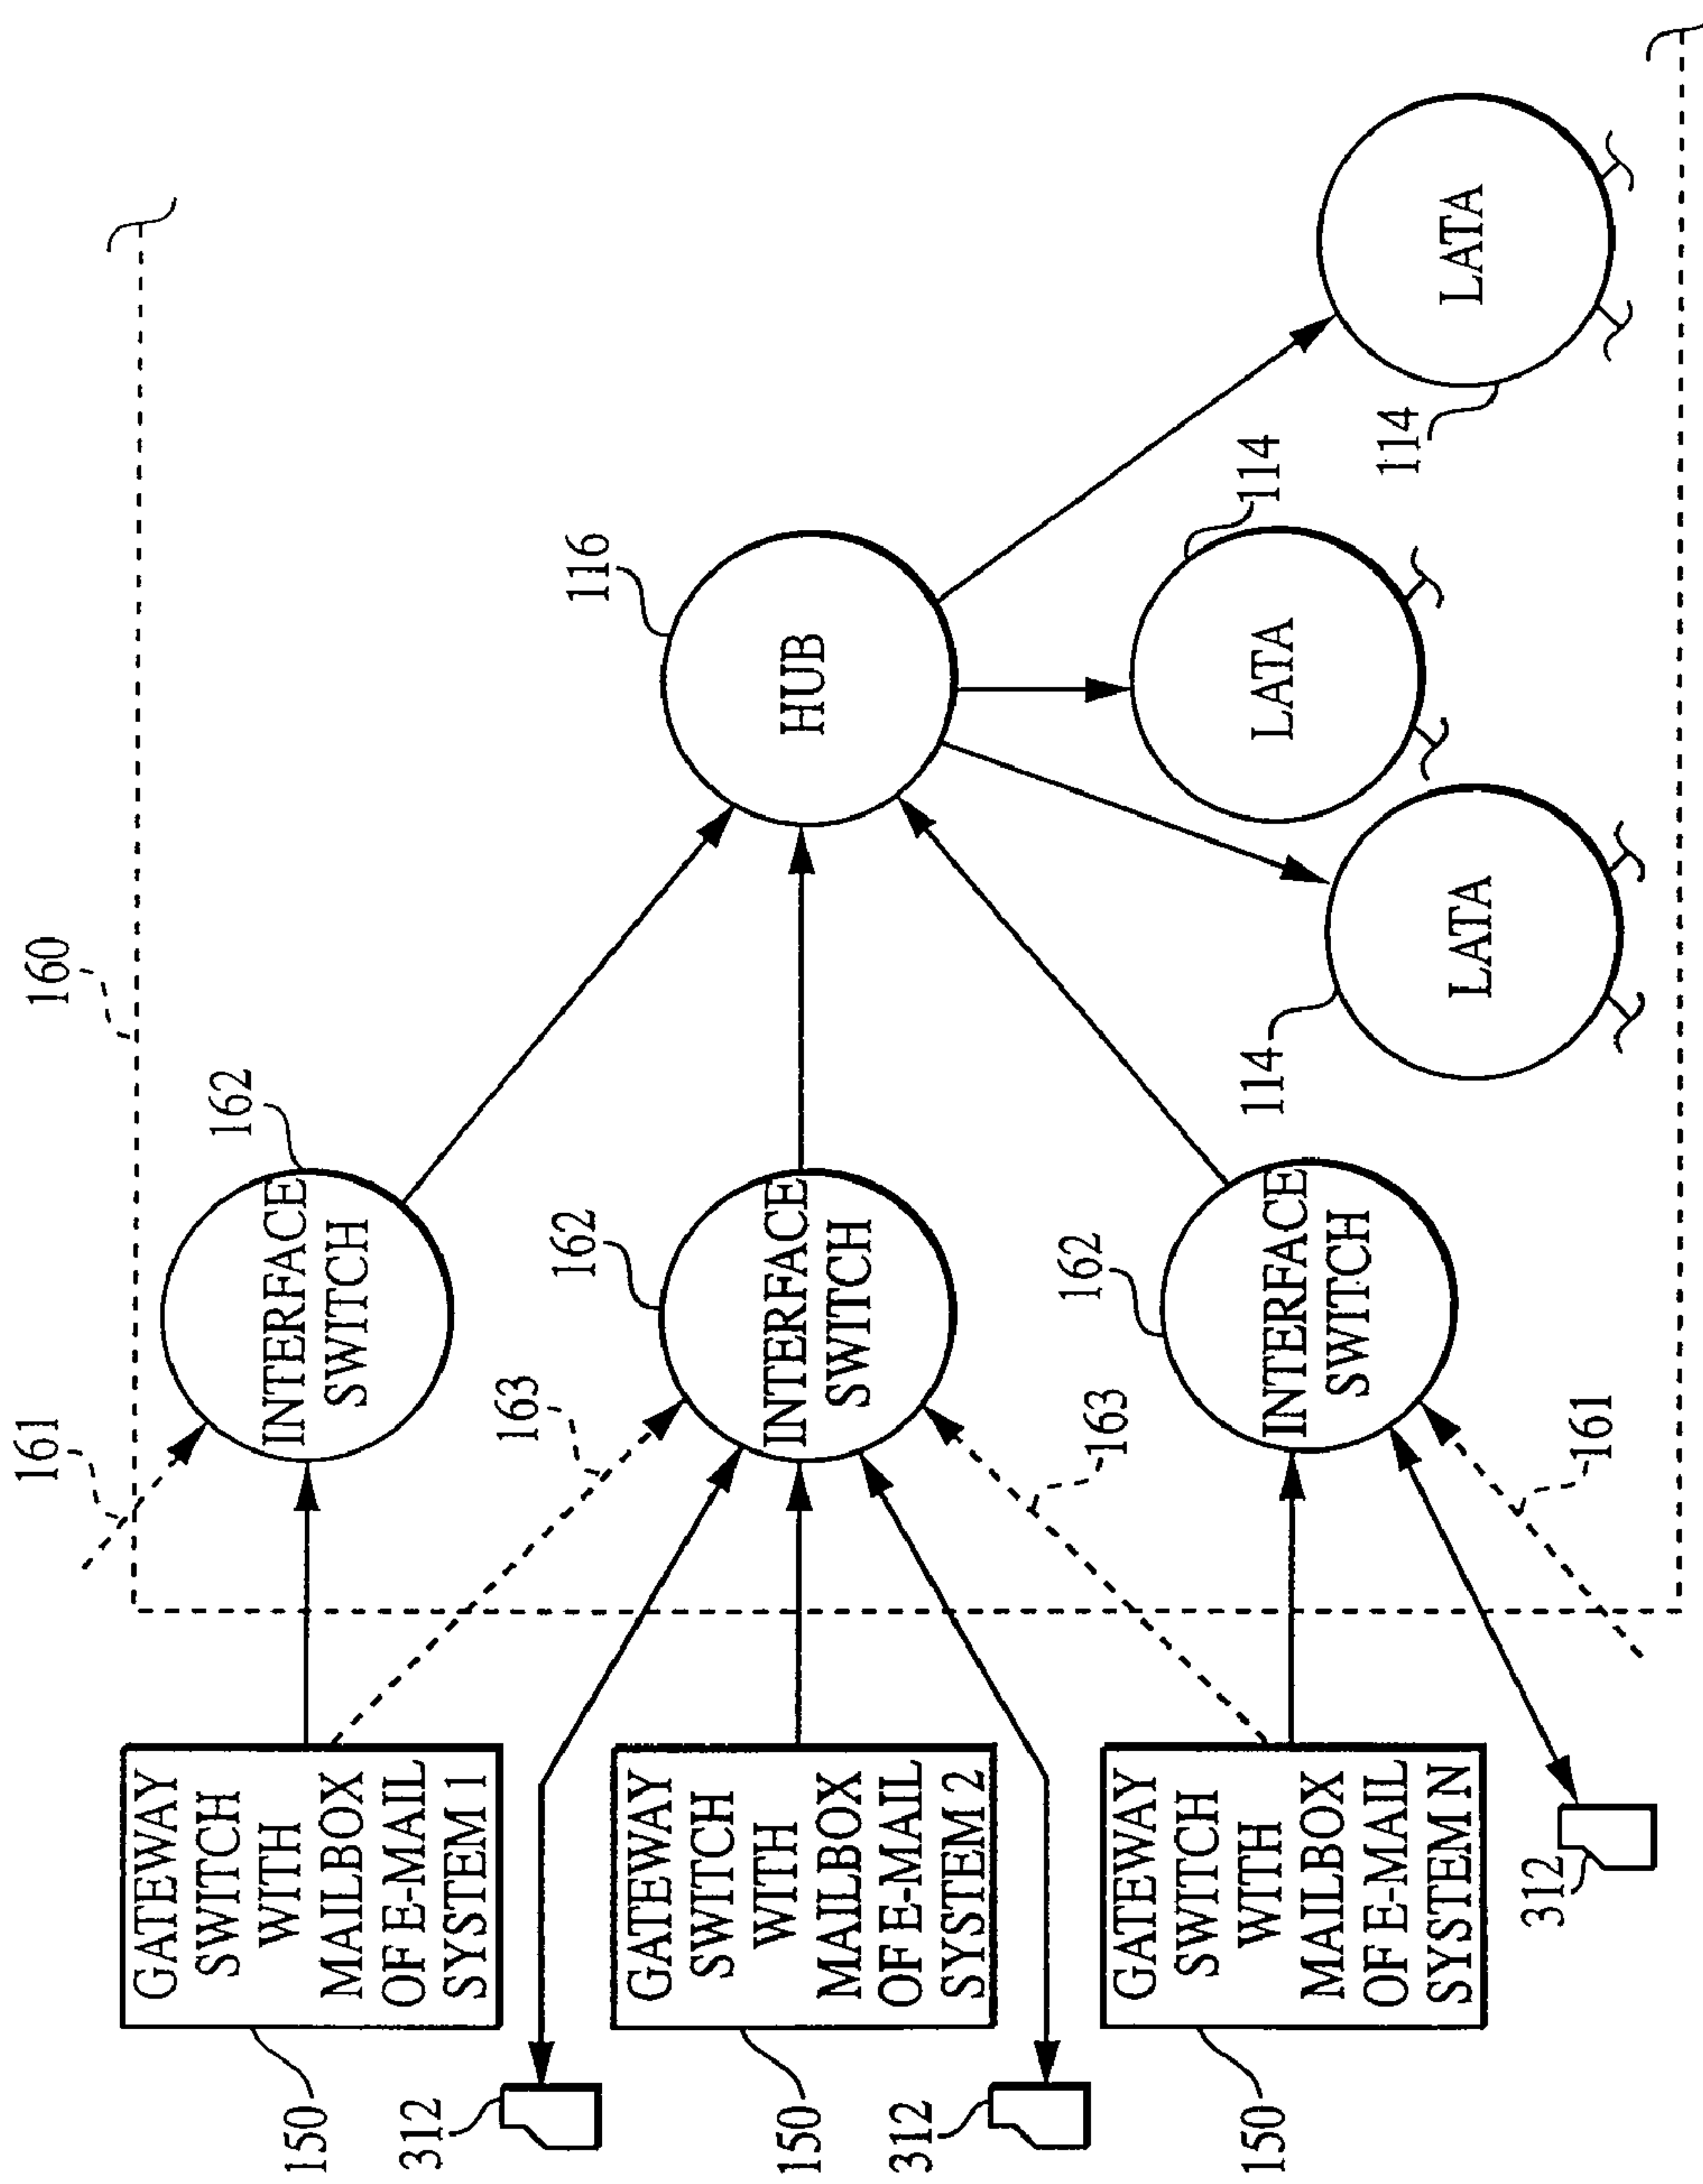 160
161
162
INTERFACE
SWITCH
GATEWAY
SWITCH
WITH
MAILBOX
OF E-MAIL
SYSTEM 1
150
163
116
HUB
162
INTERFACE
SWITCH
312
GATEWAY
SWITCH
WITH
MAILBOX
OF E-MAIL
SYSTEM 2
150
163
312
162
INTERFACE
SWITCH
GATEWAY
SWITCH
WITH
MAILBOX
OF E-MAIL
SYSTEM N
150
161
312
114
LATA
114
LATA
114
LATA